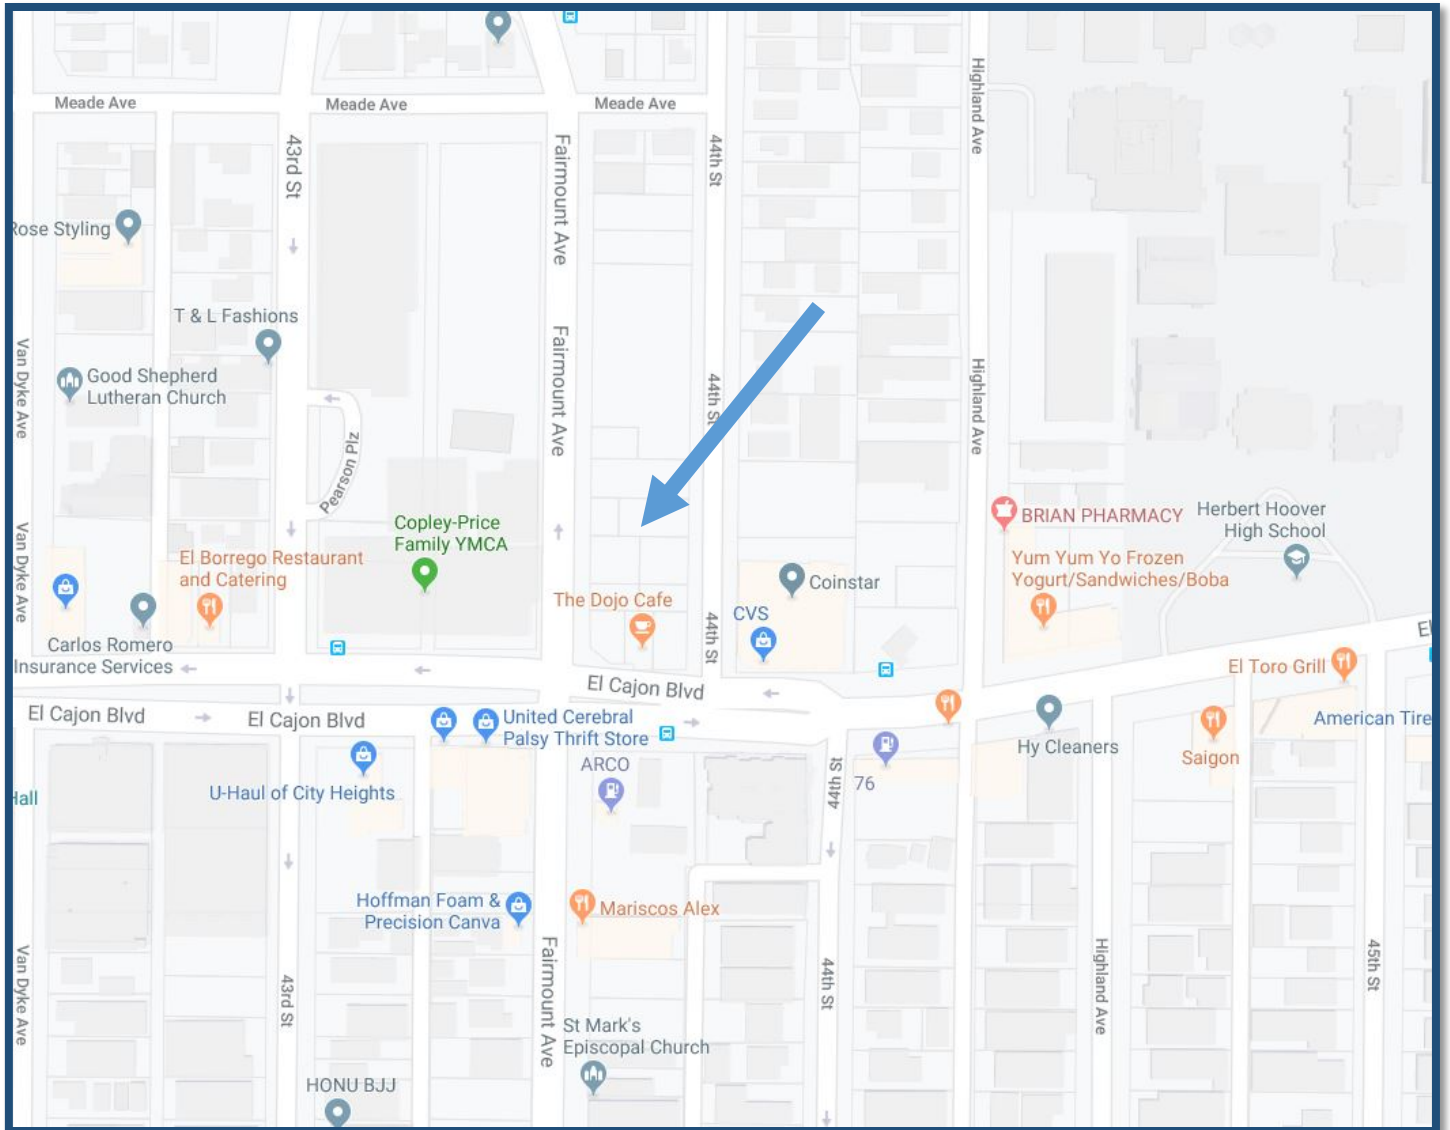 Meade Ave
Meade Ave
Meade Ave
43rd St
Fairmount Ave
44th St
Highland Ave
Rose Styling
T & L Fashions
Van Dyke Ave
Good Shepherd
Lutheran Church
Fairmount Ave
44th St
Highland Ave
Pearson Plz
Copley-Price
Family YMCA
BRIAN PHARMACY
Herbert Hoover
High School
Van Dyke Ave
El Borrego Restaurant
and Catering
Yum Yum Yo Frozen
Yogurt/Sandwiches/Boba
Coinstar
The Dojo Cafe
CVS
44th St
Carlos Romero
Insurance Services
El
El Toro Grill
El Cajon Blvd
El Cajon Blvd
El Cajon Blvd
United Cerebral
Palsy Thrift Store
American Tire
Hy Cleaners
Saigon
ARCO
44th St
76
U-Haul of City Heights
Hall
Hoffman Foam &
Precision Canva
Mariscos Alex
Van Dyke Ave
43rd St
Fairmount Ave
44th St
Highland Ave
45th St
St Mark's
Episcopal Church
HONU BJJ